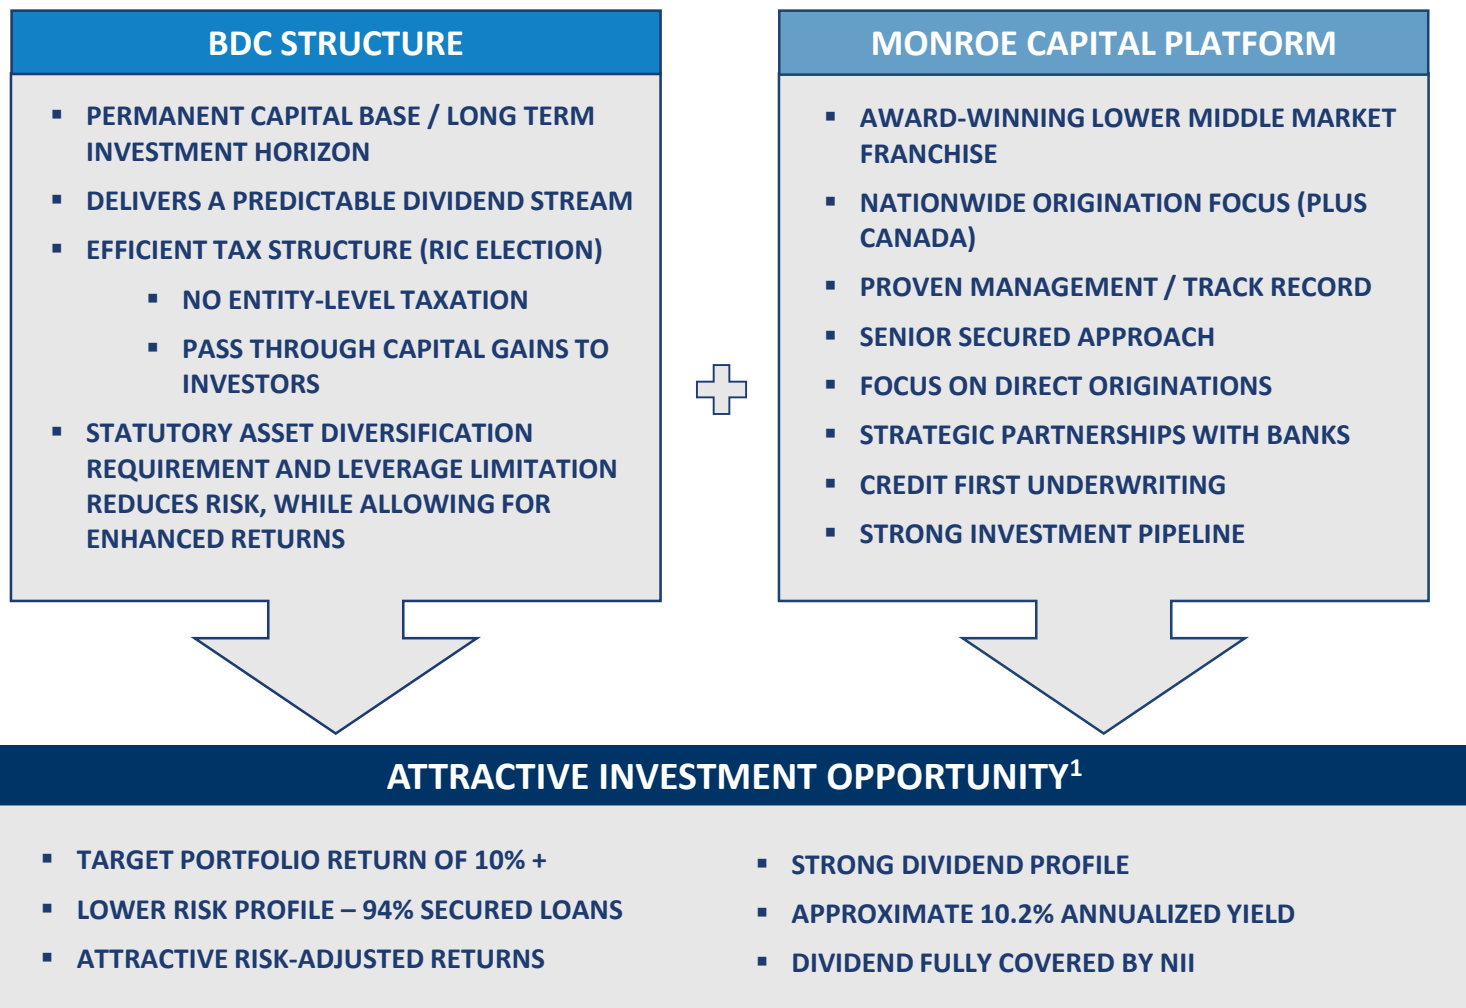 BDC STRUCTURE
▪ PERMANENT CAPITAL BASE / LONG TERM
INVESTMENT HORIZON
▪ DELIVERS A PREDICTABLE DIVIDEND STREAM
▪ EFFICIENT TAX STRUCTURE (RIC ELECTION)
▪ NO ENTITY-LEVEL TAXATION
▪ PASS THROUGH CAPITAL GAINS TO
INVESTORS
▪ STATUTORY ASSET DIVERSIFICATION
REQUIREMENT AND LEVERAGE LIMITATION
REDUCES RISK, WHILE ALLOWING FOR
ENHANCED RETURNS
MONROE CAPITAL PLATFORM
▪ AWARD-WINNING LOWER MIDDLE MARKET
FRANCHISE
▪ NATIONWIDE ORIGINATION FOCUS (PLUS
CANADA)
▪ PROVEN MANAGEMENT / TRACK RECORD
▪ SENIOR SECURED APPROACH
▪ FOCUS ON DIRECT ORIGINATIONS
▪ STRATEGIC PARTNERSHIPS WITH BANKS
▪ CREDIT FIRST UNDERWRITING
▪ STRONG INVESTMENT PIPELINE
ATTRACTIVE INVESTMENT OPPORTUNITY¹
▪ TARGET PORTFOLIO RETURN OF 10% +
▪ LOWER RISK PROFILE – 94% SECURED LOANS
▪ ATTRACTIVE RISK-ADJUSTED RETURNS
▪ STRONG DIVIDEND PROFILE
▪ APPROXIMATE 10.2% ANNUALIZED YIELD
▪ DIVIDEND FULLY COVERED BY NII